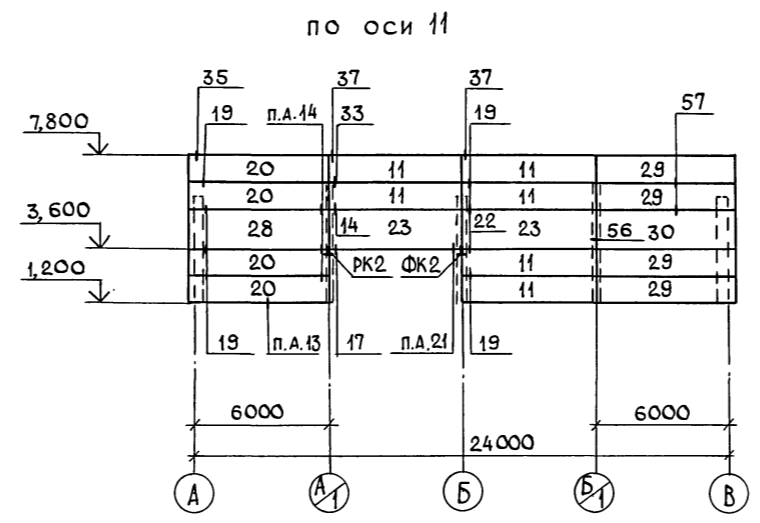 по оси 11
35 37 37
19 п.А.14 33 19 57
7,800
20 11 11 29
20 11 11 29
3,600
28 14 23 22 23 56 30
РК2 ФК2
20 11 29
1,200
20 11 29
19 п.А.13 17 п.А.21 19
6000 6000
24000
А А/1 Б Б/1 В